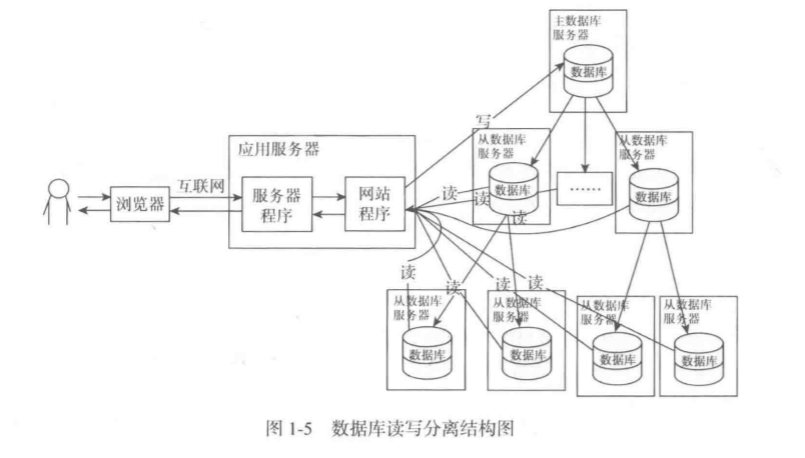 主数据库
服务器
数据库
写
应用服务器
从数据库
服务器
数据库
从数据库
服务器
数据库
……
互联网
浏览器
服务器
程序
网站
程序
读
读
读
读
读
读
读
从数据库
服务器
数据库
从数据库
服务器
数据库
从数据库
服务器
数据库
从数据库
服务器
数据库
图 1-5 数据库读写分离结构图